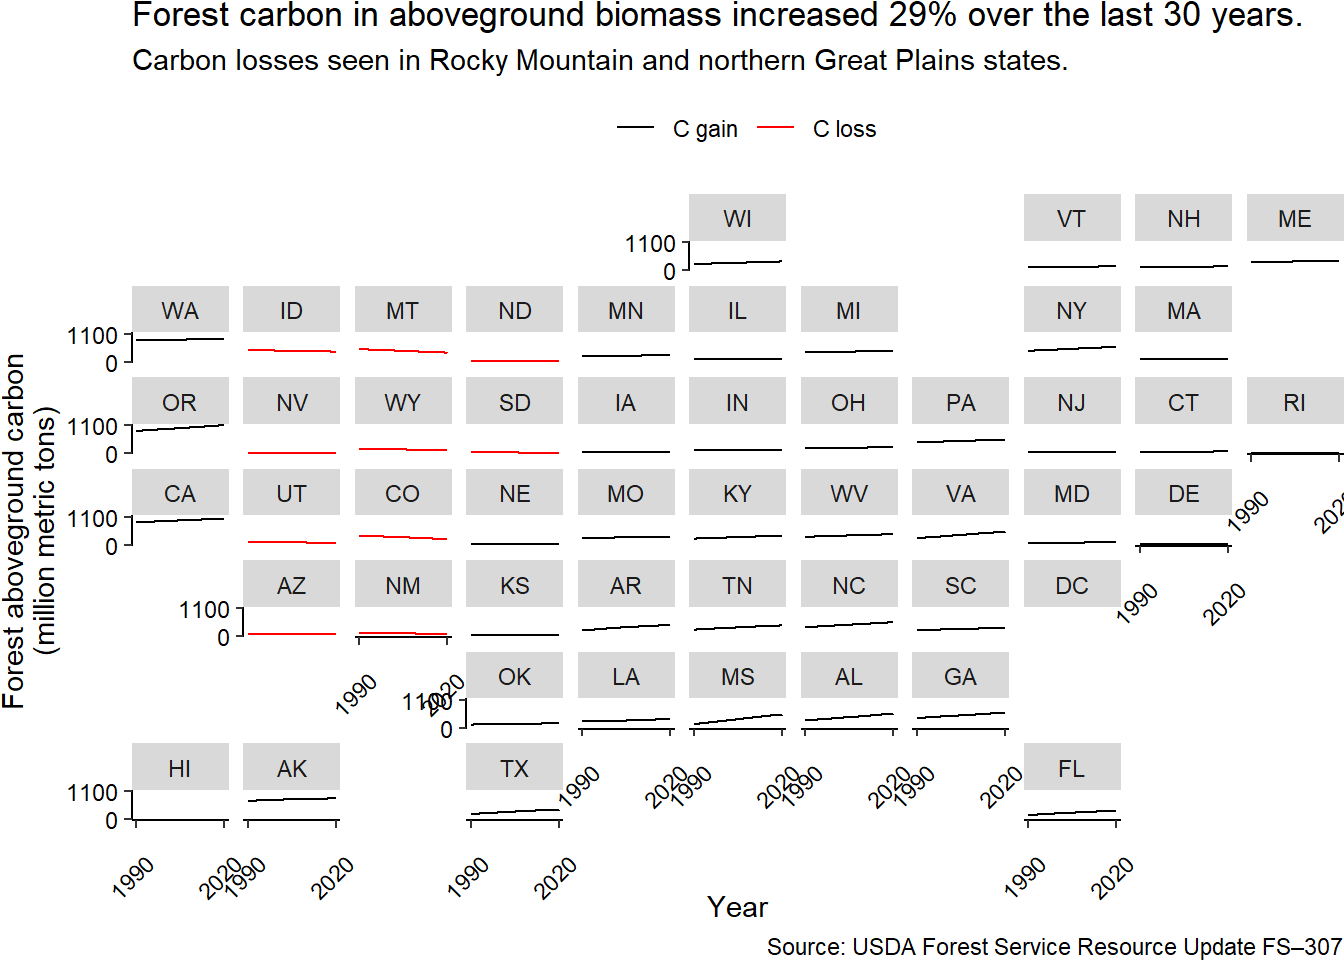 Forest carbon in aboveground biomass increased 29% over the last 30 years.
Carbon losses seen in Rocky Mountain and northern Great Plains states.
C gain C loss
WI VT NH ME
1100
0
WA ID MT ND MN IL MI NY MA
1100
0
OR NV WY SD IA IN OH PA NJ CT RI
1100
0
1990 2020
CA UT CO NE MO KY WV VA MD DE
1100
0
1990 2020
AZ NM KS AR TN NC SC DC
1100
0
1990 2020
OK LA MS AL GA
1100
0
1990 2020 1990 2020 1990 2020 1990 2020
HI AK TX FL
1100
0
1990 2020 1990 2020 1990 2020 1990 2020
Forest aboveground carbon
(million metric tons)
Year
Source: USDA Forest Service Resource Update FS–307